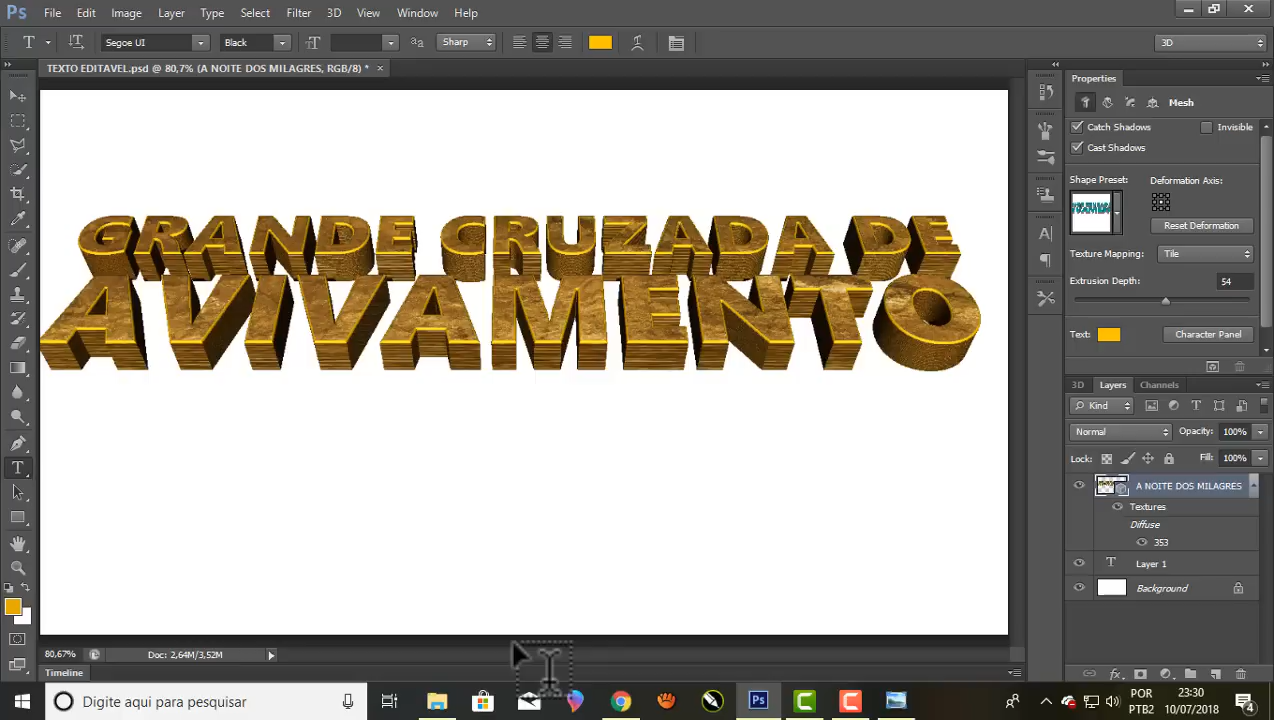 Ps File Edit Image Layer Type Select Filter 3D View Window Help
T Segoe UI Black Sharp 3D
TEXTO EDITAVEL.psd @ 80,7% (A NOITE DOS MILAGRES, RGB/8) * ×
Properties
Mesh
Catch Shadows Invisible
Cast Shadows
Shape Preset: Deformation Axis:
Reset Deformation
Texture Mapping: Tile
Extrusion Depth: 54
Text: Character Panel
GRANDE CRUZADA DE
AVIVAMENTO
3D Layers Channels
Kind
Normal Opacity: 100%
Lock: Fill: 100%
A NOITE DOS MILAGRES
Textures
Diffuse
353
T Layer 1
Background
80,67% Doc: 2,64M/3,52M
Timeline
Digite aqui para pesquisar
Ps
POR
PTB2
23:30
10/07/2018
4